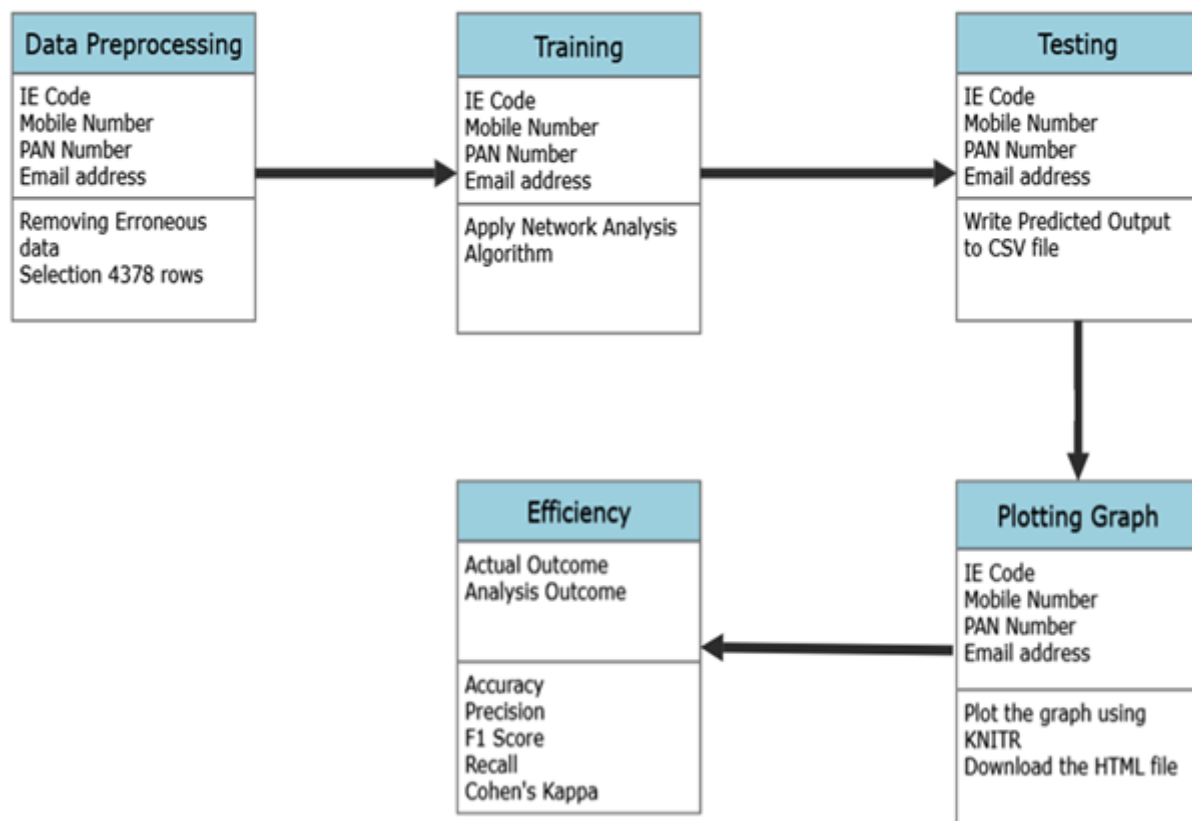 Data Preprocessing
IE Code
Mobile Number
PAN Number
Email address
Removing Erroneous
data
Selection 4378 rows
Training
IE Code
Mobile Number
PAN Number
Email address
Apply Network Analysis
Algorithm
Testing
IE Code
Mobile Number
PAN Number
Email address
Write Predicted Output
to CSV file
Plotting Graph
IE Code
Mobile Number
PAN Number
Email address
Plot the graph using
KNITR
Download the HTML file
Efficiency
Actual Outcome
Analysis Outcome
Accuracy
Precision
F1 Score
Recall
Cohen's Kappa